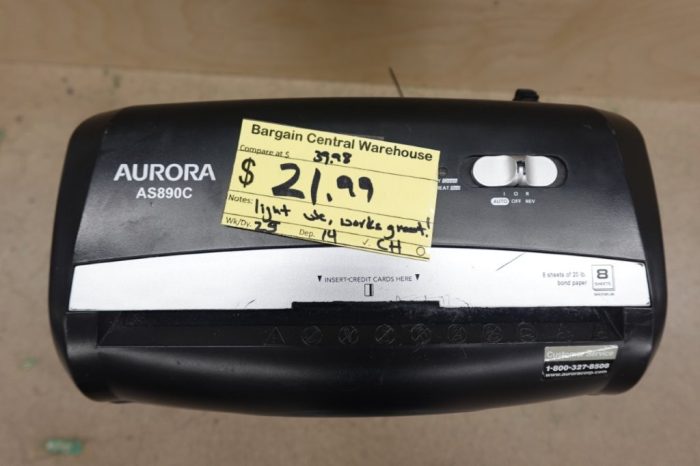 Bargain Central Warehouse
Compare at $ 39.98
$ 21.99
Notes: light use, works great!
Wk/Dy. 25 Dep. 14 ✓ CH
AURORA
AS890C
EAT
I O R
AUTO OFF REV
▼ INSERT CREDIT CARDS HERE ▼
8 sheets of 20 lb.
bond paper
8
SHEETS
Customer Service
1-800-327-8508
www.auroracorp.com